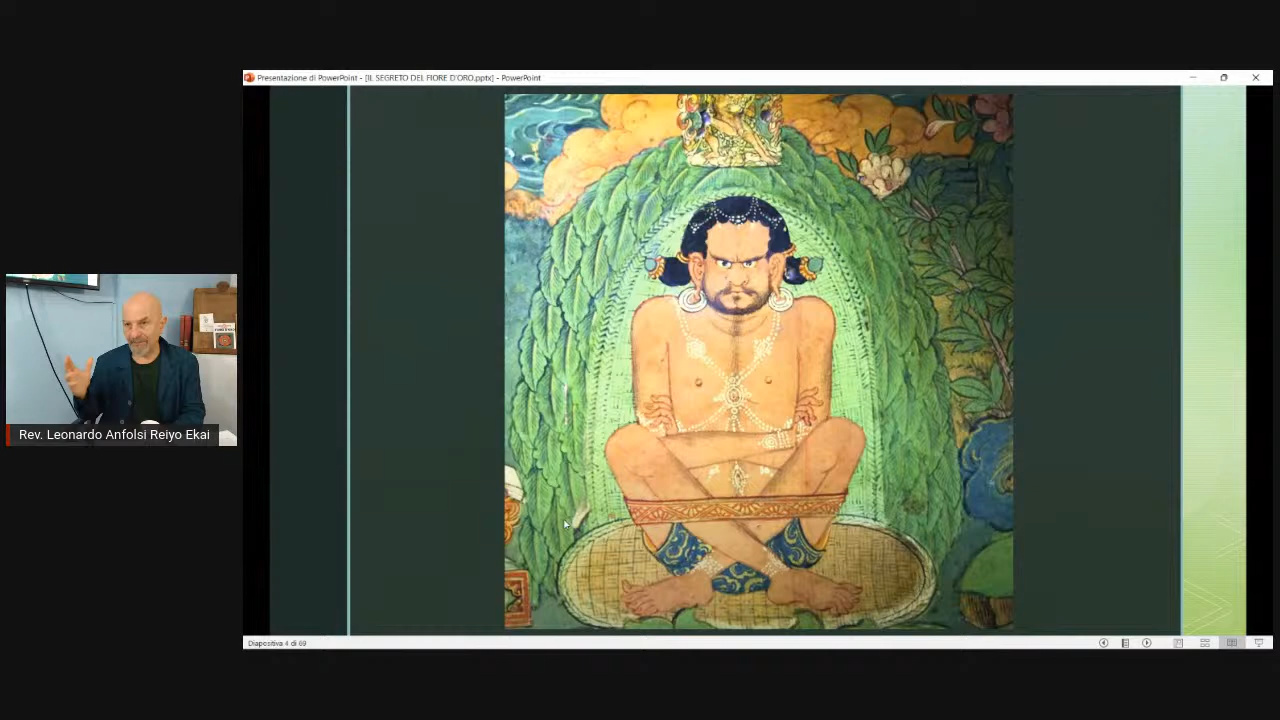 Presentazione di PowerPoint - [IL SEGRETO DEL FIORE D'ORO.pptx] - PowerPoint
Rev. Leonardo Anfolsi Reiyo Ekai
Diapositiva 4 di 69